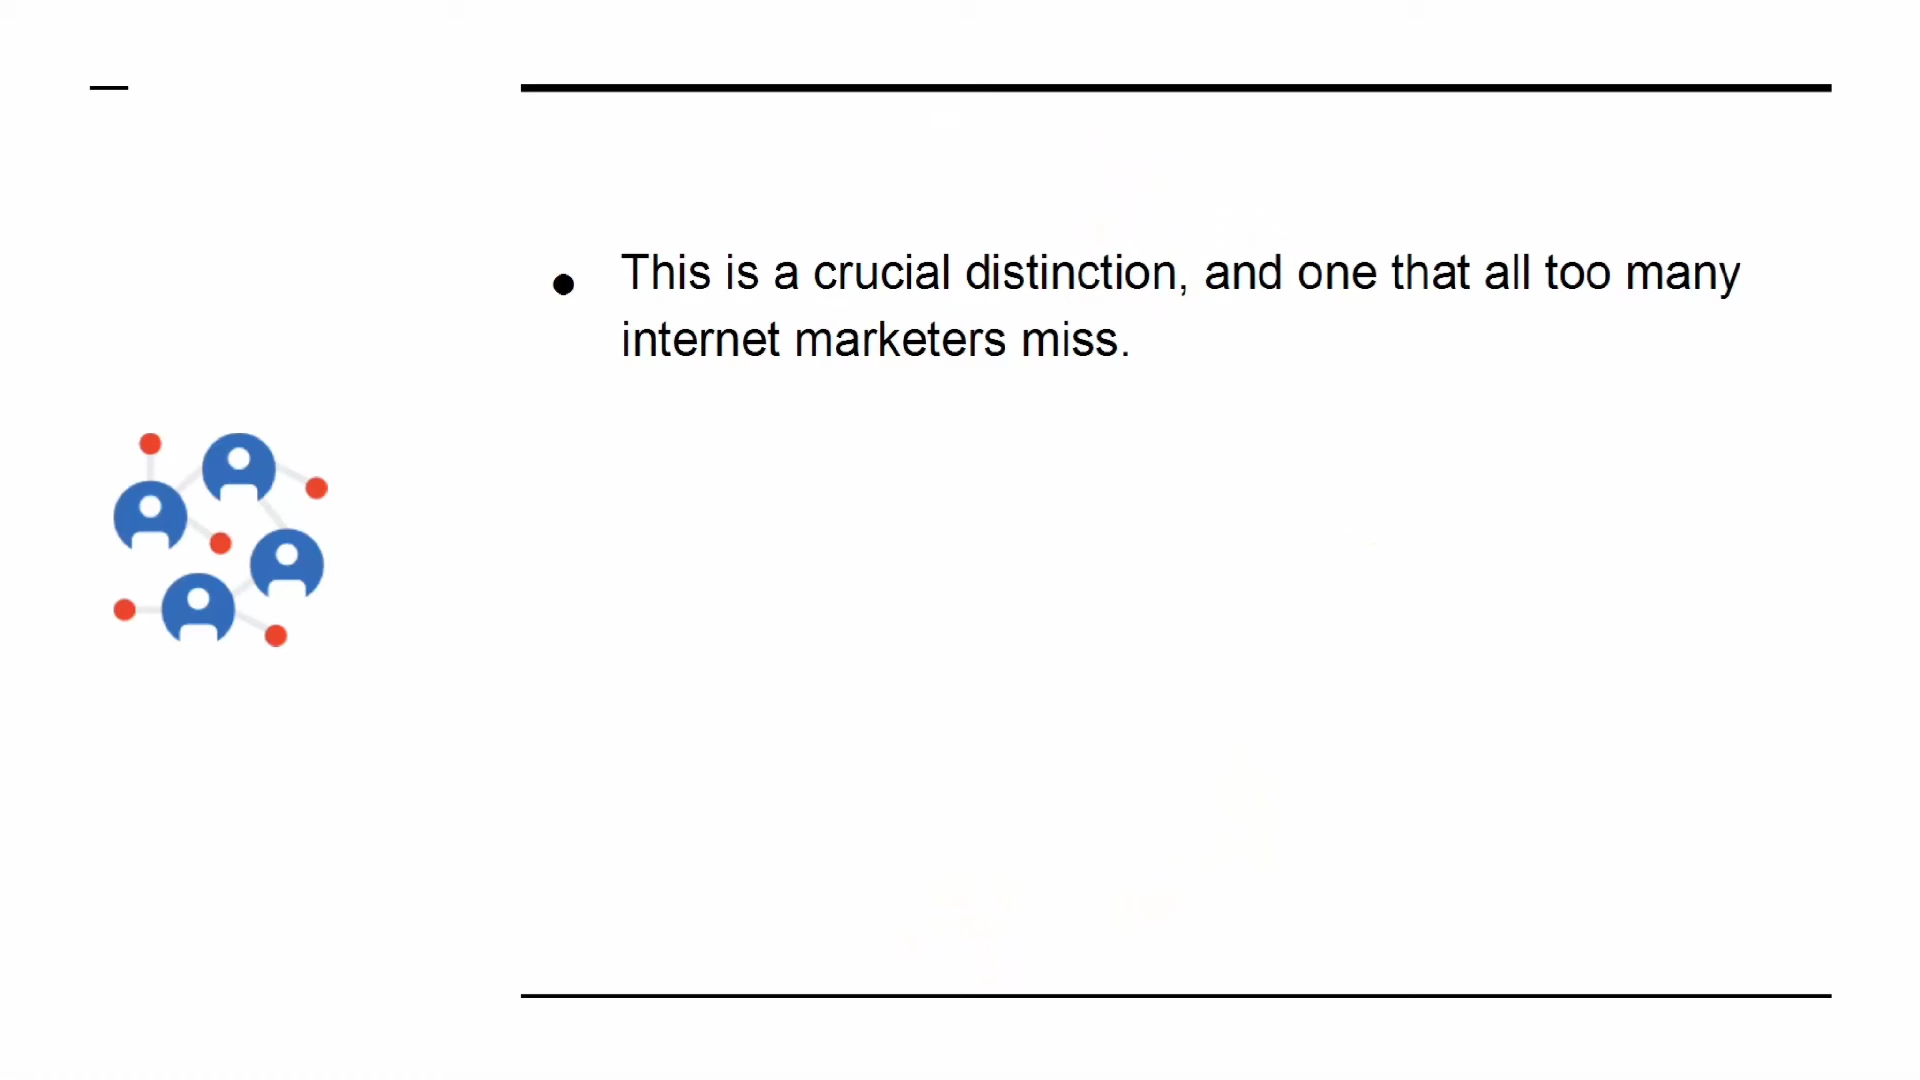 This is a crucial distinction, and one that all too many
internet marketers miss.